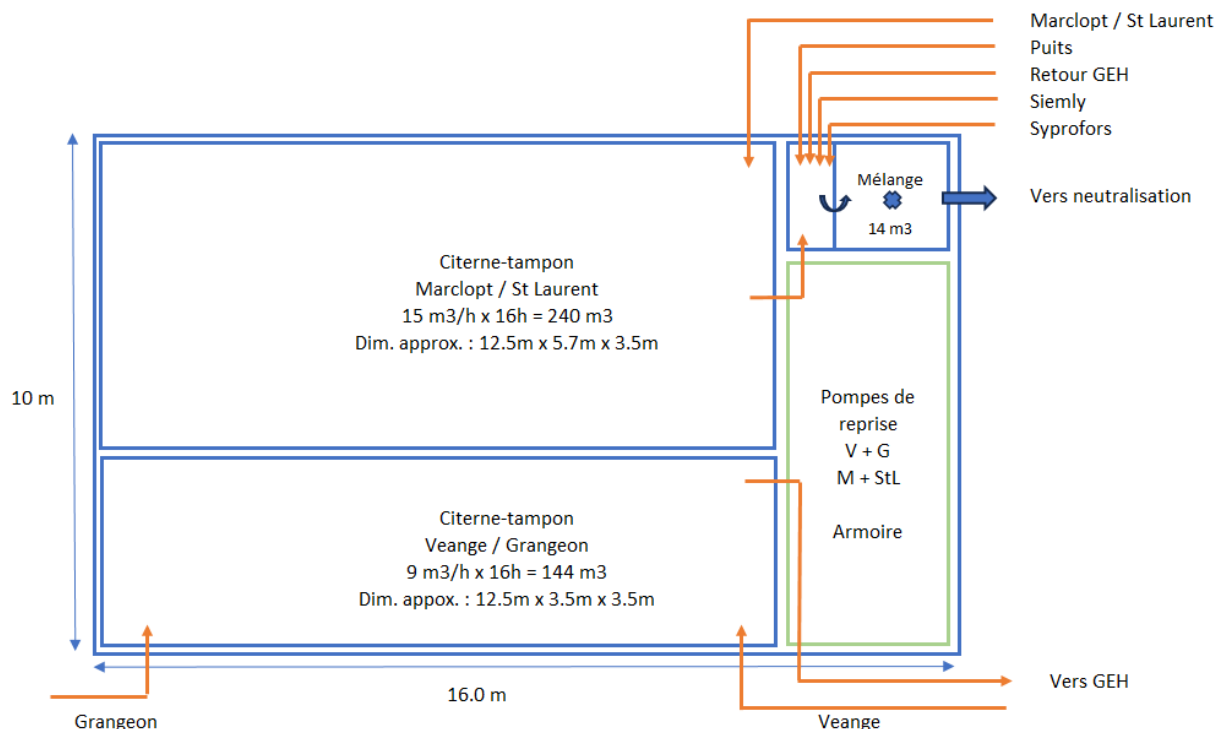 Marclopt / St Laurent
Puits
Retour GEH
Siemly
Syprofors
Mélange
14 m3
Vers neutralisation
Citerne-tampon
Marclopt / St Laurent
15 m3/h x 16h = 240 m3
Dim. approx. : 12.5m x 5.7m x 3.5m
10 m
Pompes de
reprise
V + G
M + StL
Armoire
Citerne-tampon
Veange / Grangeon
9 m3/h x 16h = 144 m3
Dim. appox. : 12.5m x 3.5m x 3.5m
16.0 m
Vers GEH
Grangeon
Veange